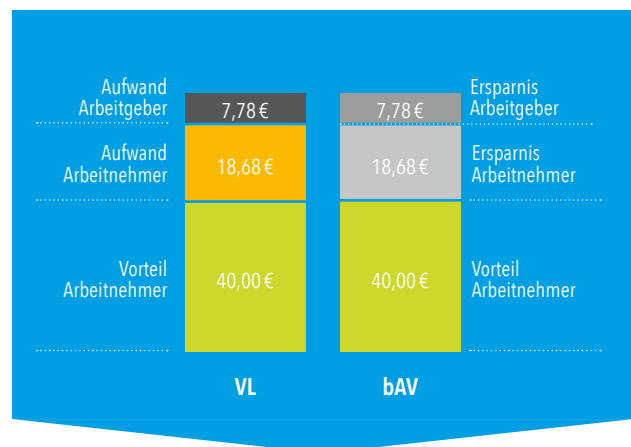 Aufwand
Arbeitgeber
7,78 €
7,78 €
Ersparnis
Arbeitgeber
Aufwand
Arbeitnehmer
18,68 €
18,68 €
Ersparnis
Arbeitnehmer
Vorteil
Arbeitnehmer
40,00 €
40,00 €
Vorteil
Arbeitnehmer
VL
bAV